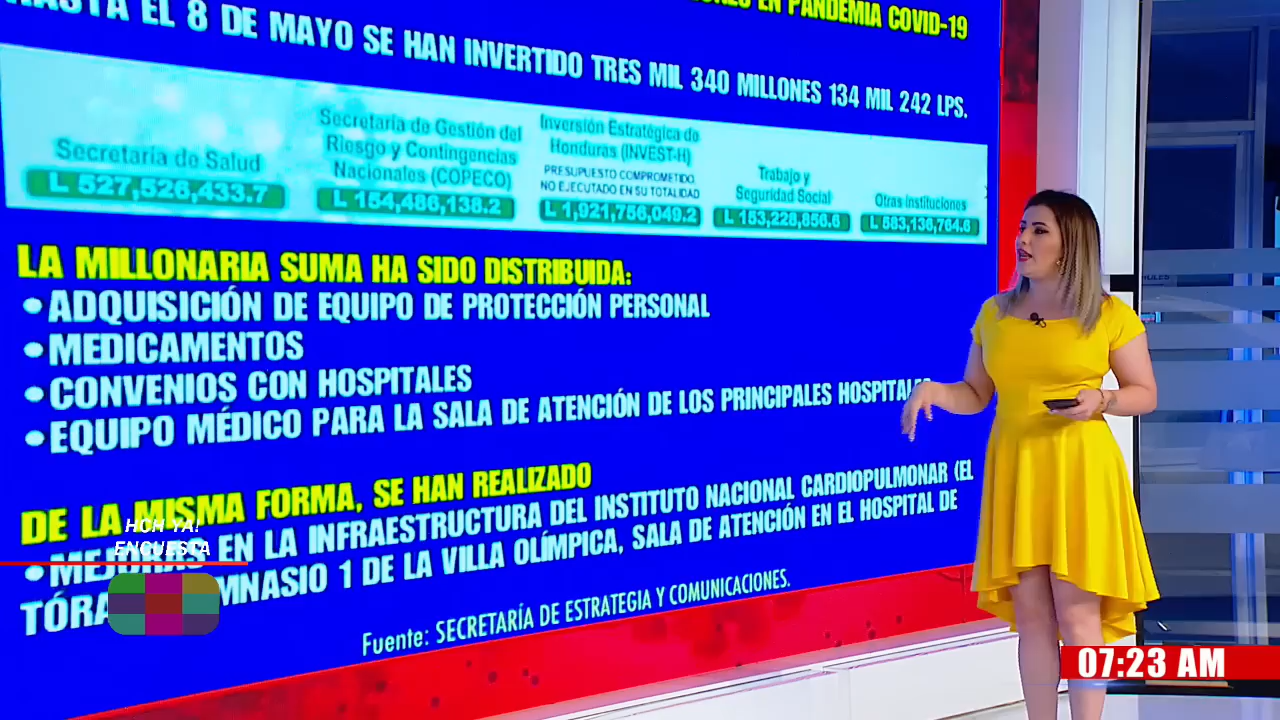 EN PANDEMIA COVID-19
HASTA EL 8 DE MAYO SE HAN INVERTIDO TRES MIL 340 MILLONES 134 MIL 242 LPS.
Secretaría de Salud
L 527,526,433.7
Secretaría de Gestión del
Riesgo y Contingencias
Nacionales (COPECO)
L 154,486,138.2
Inversión Estratégica de
Honduras (INVEST-H)
PRESUPUESTO COMPROMETIDO,
NO EJECUTADO EN SU TOTALIDAD
L 1,921,756,049.2
Trabajo y
Seguridad Social
L 153,228,856.6
Otras Instituciones
L 583,136,764.6
LA MILLONARIA SUMA HA SIDO DISTRIBUIDA:
•ADQUISICIÓN DE EQUIPO DE PROTECCIÓN PERSONAL
•MEDICAMENTOS
•CONVENIOS CON HOSPITALES
•EQUIPO MÉDICO PARA LA SALA DE ATENCIÓN DE LOS PRINCIPALES HOSPITALES
DE LA MISMA FORMA, SE HAN REALIZADO
•MEJORAS EN LA INFRAESTRUCTURA DEL INSTITUTO NACIONAL CARDIOPULMONAR (EL
TÓRA MNASIO 1 DE LA VILLA OLÍMPICA, SALA DE ATENCIÓN EN EL HOSPITAL DE
Fuente: SECRETARÍA DE ESTRATEGIA Y COMUNICACIONES.
HCH YA!
ENCUESTA
07:23 AM